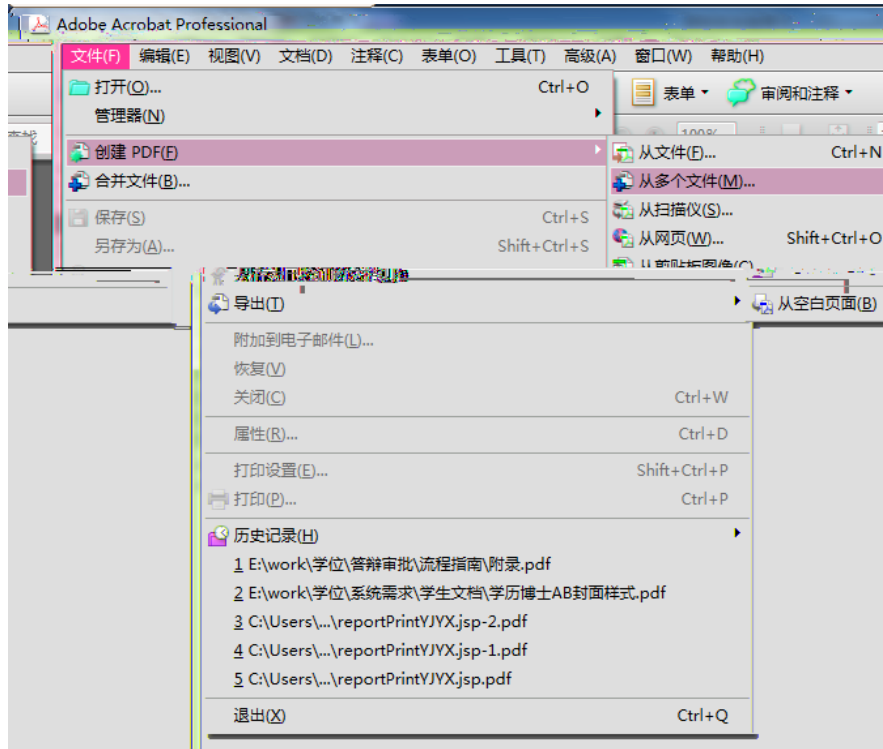 Adobe Acrobat Professional
文件(F) 编辑(E) 视图(V) 文档(D) 注释(C) 表单(O) 工具(T) 高级(A) 窗口(W) 帮助(H)
打开(O)... Ctrl+O
表单 审阅和注释
管理器(N)
100%
创建 PDF(F)
从文件(F)... Ctrl+N
合并文件(B)...
从多个文件(M)...
保存(S) Ctrl+S
从扫描仪(S)...
另存为(A)... Shift+Ctrl+S
从网页(W)... Shift+Ctrl+O
从剪贴板图像(C)
导出(T)
从空白页面(B)
附加到电子邮件(L)...
恢复(V)
关闭(C) Ctrl+W
属性(R)... Ctrl+D
打印设置(E)... Shift+Ctrl+P
打印(P)... Ctrl+P
历史记录(H)
1 E:\work\学位\答辩审批\流程指南\附录.pdf
2 E:\work\学位\系统需求\学生文档\学历博士AB封面样式.pdf
3 C:\Users\...\reportPrintYJYX.jsp-2.pdf
4 C:\Users\...\reportPrintYJYX.jsp-1.pdf
5 C:\Users\...\reportPrintYJYX.jsp.pdf
退出(X) Ctrl+Q